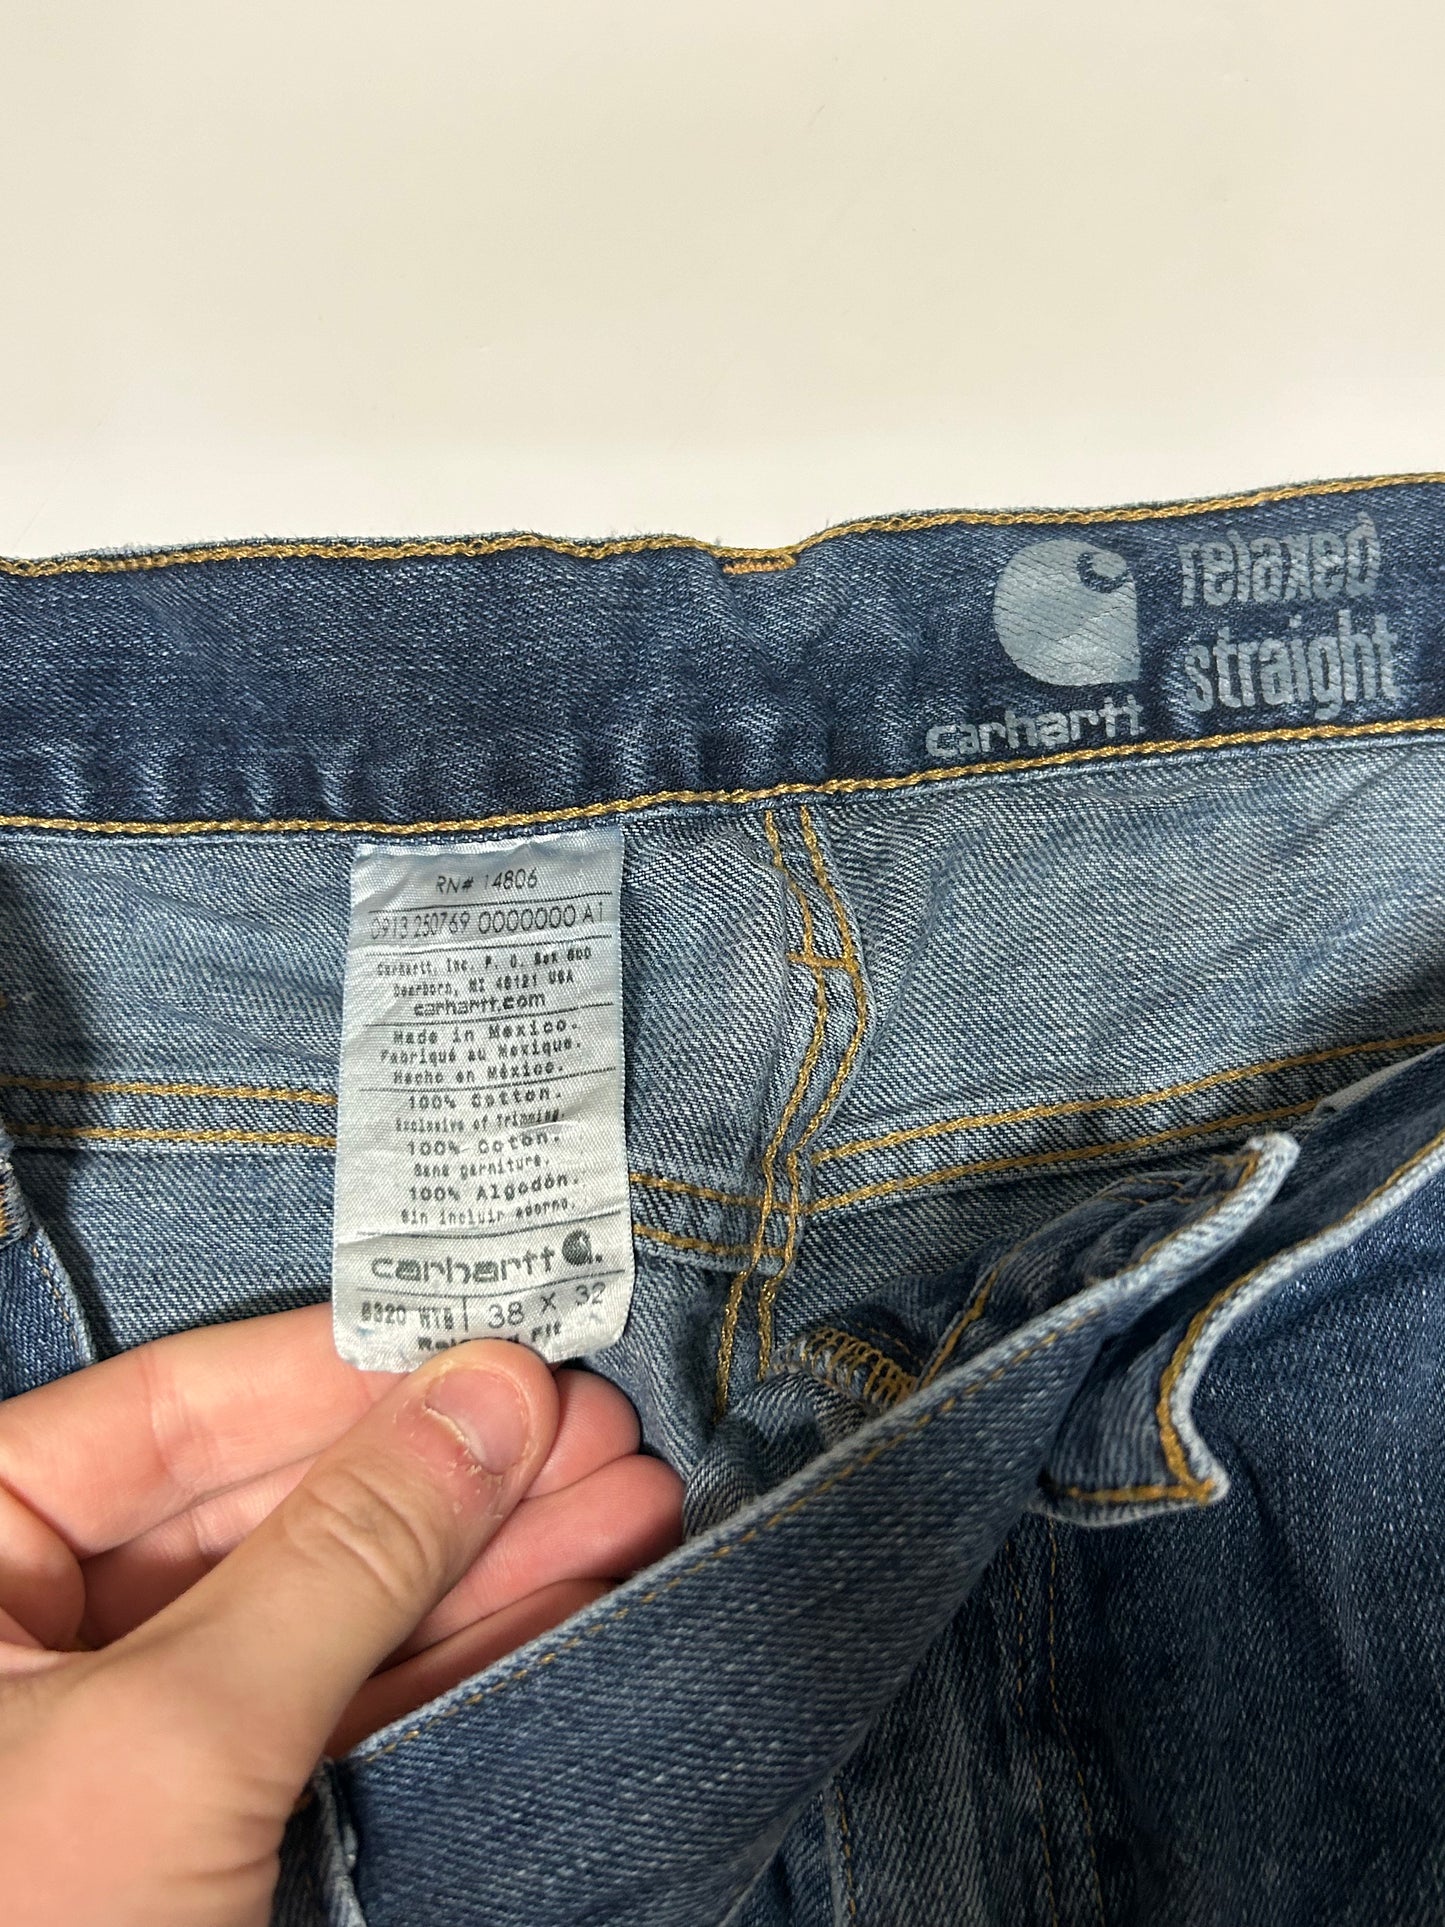 relaxed
straight
carhartt
RN# 14806
0913 250769 0000000 A1
Carhartt, Inc. P. O. Box 600
Dearborn, MI 48121 USA
carhartt.com
Made in Mexico.
Fabriqué au Mexique.
Hecho en México.
100% Cotton.
Exclusive of Trimming.
100% Coton.
Sans garniture.
100% Algodón.
Sin incluir adorno.
carhartt
38 X 32
Fit